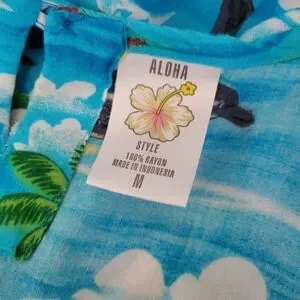 ALOHA
STYLE
100% RAYON
MADE IN INDONESIA
M